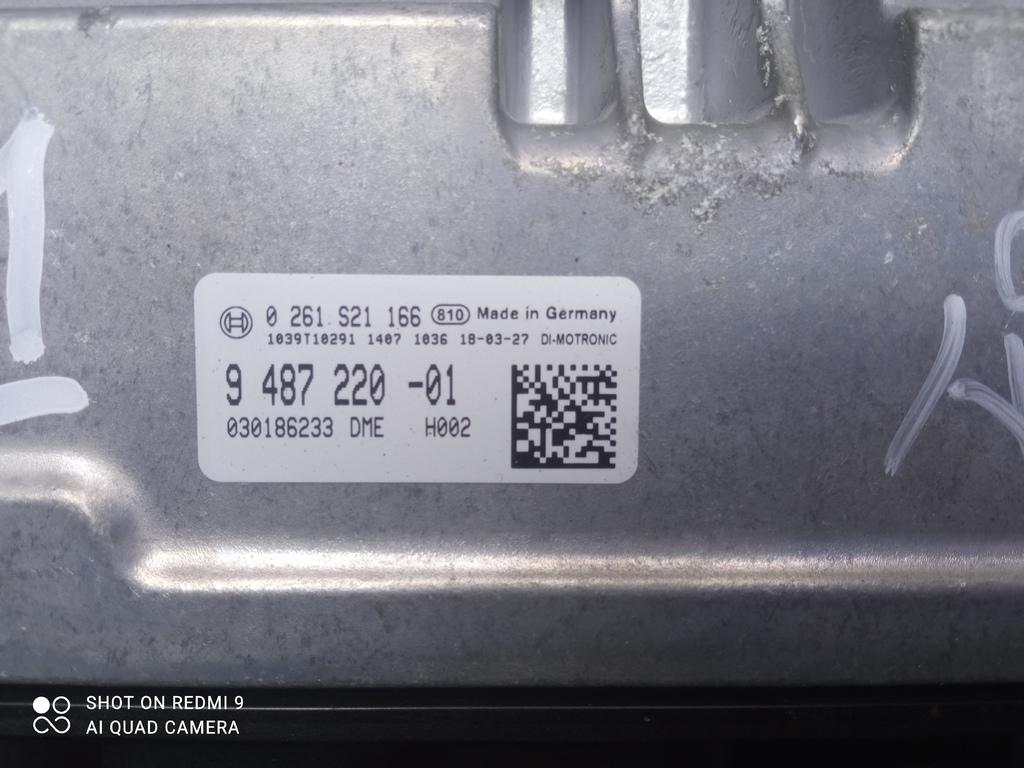 1
0 261 S21 166 810 Made in Germany
1039T10291 1407 1036 18-03-27 DI-MOTRONIC
9 487 220 -01
030186233 DME H002
SHOT ON REDMI 9
AI QUAD CAMERA